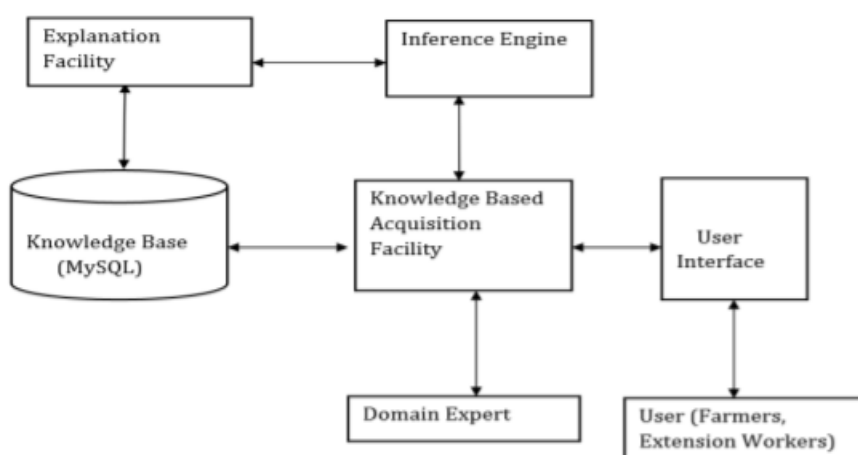 Explanation
Facility
Inference Engine
Knowledge Base
(MySQL)
Knowledge Based
Acquisition
Facility
User
Interface
Domain Expert
User (Farmers,
Extension Workers)